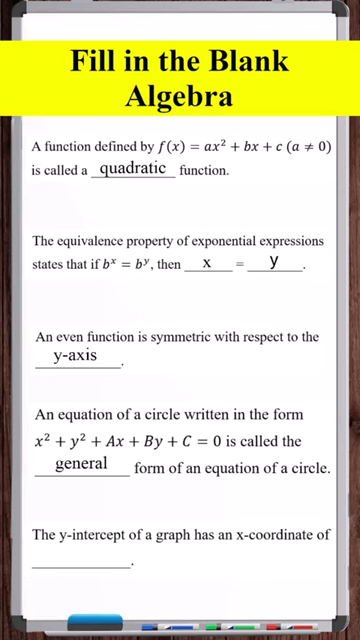 Fill in the Blank
Algebra
A function defined by f(x) = ax² + bx + c (a ≠ 0)
is called a quadratic function.
The equivalence property of exponential expressions
states that if bˣ = bʸ, then x = y.
An even function is symmetric with respect to the
y-axis.
An equation of a circle written in the form
x² + y² + Ax + By + C = 0 is called the
general form of an equation of a circle.
The y-intercept of a graph has an x-coordinate of
____________.